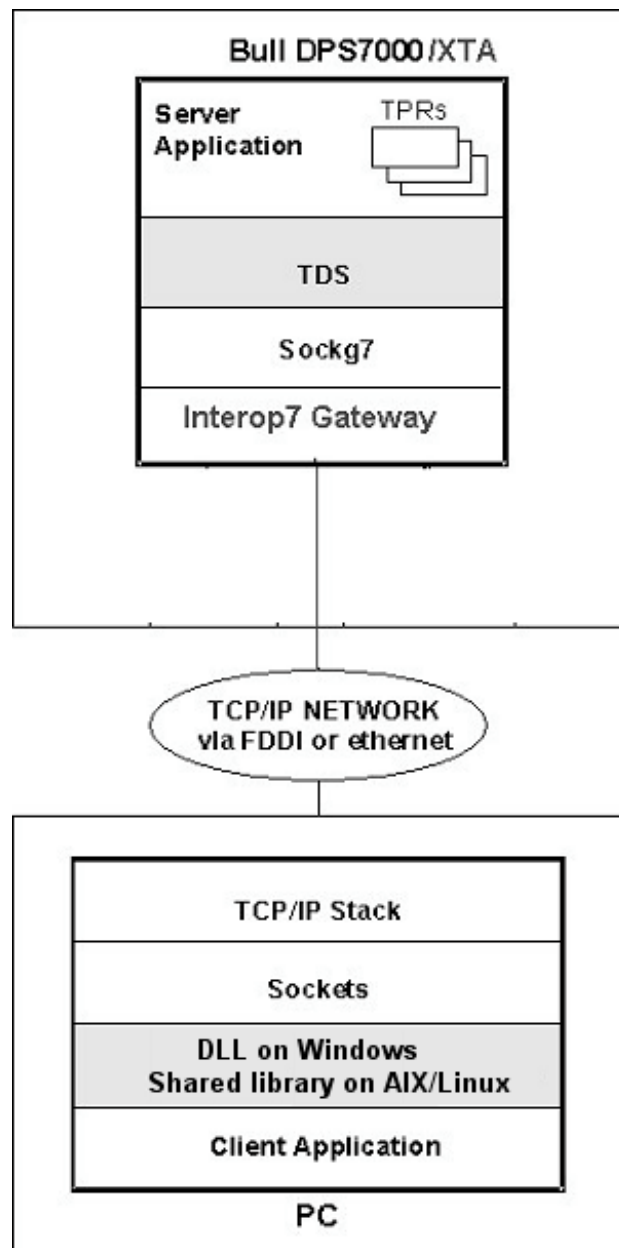 Bull DPS7000/XTA
Server
Application
TPRs
TDS
Sockg7
Interop7 Gateway
TCP/IP NETWORK
via FDDI or ethernet
TCP/IP Stack
Sockets
DLL on Windows
Shared library on AIX/Linux
Client Application
PC